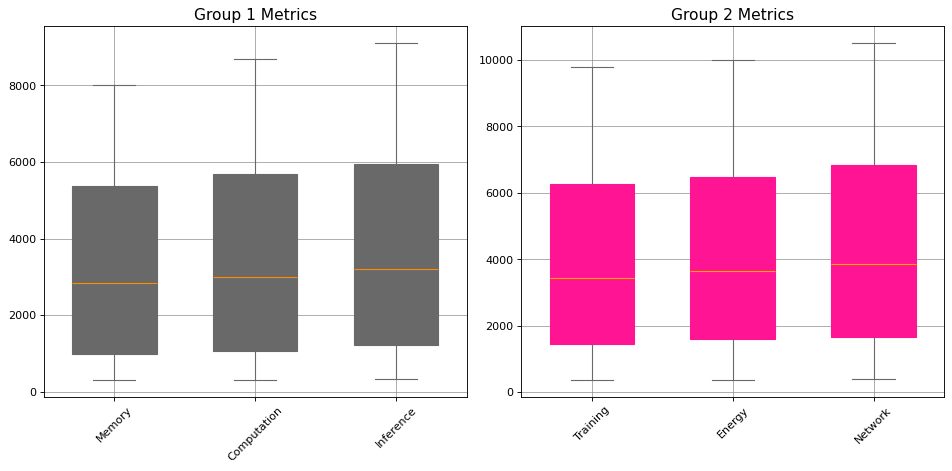 Group 1 Metrics
8000
6000
4000
2000
0
Memory
Computation
Inference
Group 2 Metrics
10000
8000
6000
4000
2000
0
Training
Energy
Network